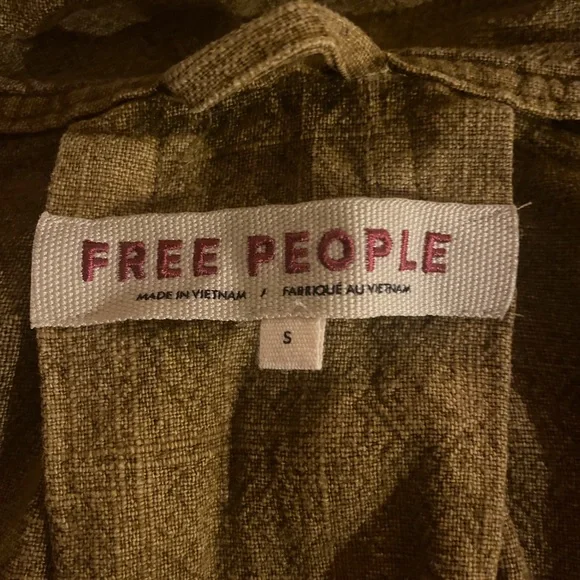 FREE PEOPLE
MADE IN VIETNAM / FABRIQUÉ AU VIETNAM
S